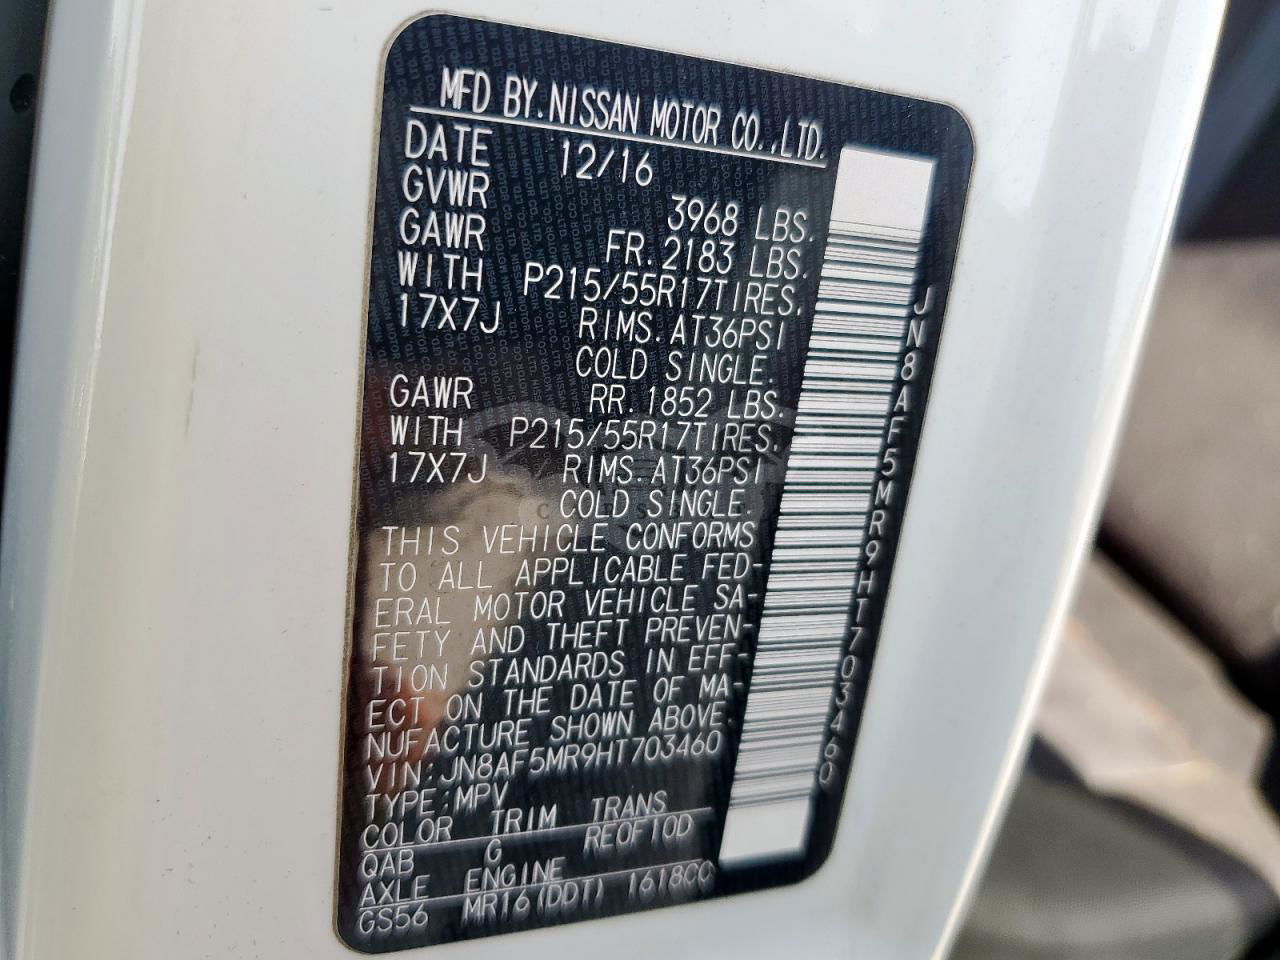 MFD BY.NISSAN MOTOR CO.,LTD.
DATE 12/16
GVWR 3968 LBS.
GAWR FR.2183 LBS.
WITH P215/55R17TIRES.
17X7J RIMS.AT36PSI
COLD SINGLE.
GAWR RR.1852 LBS.
WITH P215/55R17TIRES.
17X7J RIMS.AT36PSI
COLD SINGLE.
THIS VEHICLE CONFORMS
TO ALL APPLICABLE FED-
ERAL MOTOR VEHICLE SA-
FETY AND THEFT PREVEN-
TION STANDARDS IN EFF-
ECT ON THE DATE OF MA-
NUFACTURE SHOWN ABOVE.
VIN:JN8AF5MR9HT703460
TYPE:MPV
COLOR TRIM TRANS
QAB G RE0F10D
AXLE ENGINE
GS56 MR16(DDT) 1618CC
JN8AF5MR9HT703460